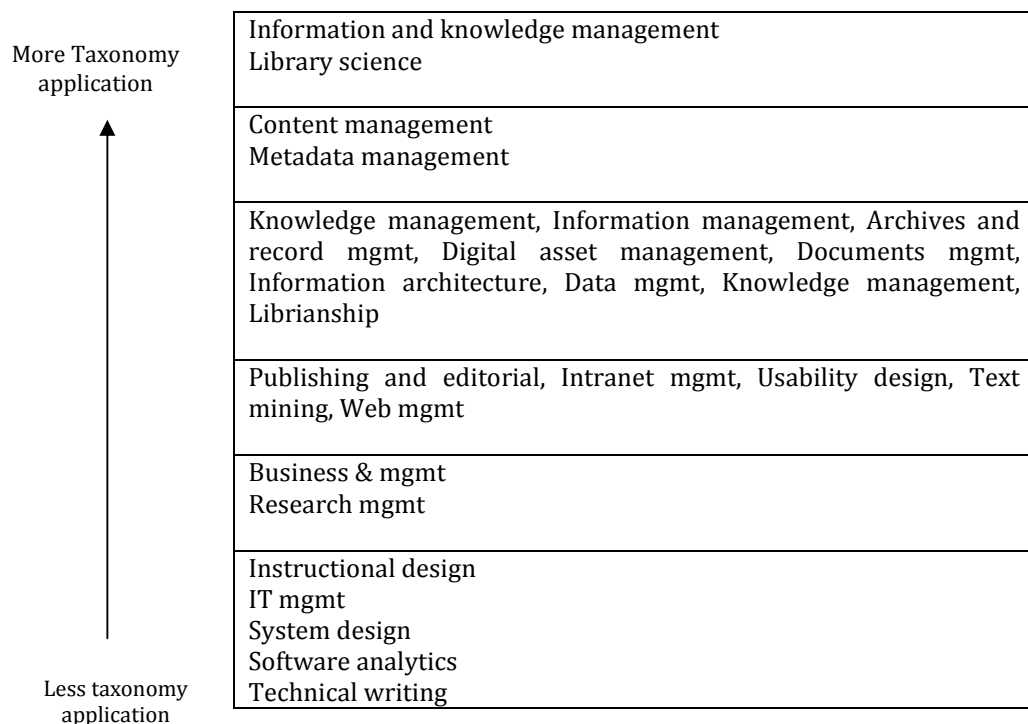 More Taxonomy
application
Information and knowledge management
Library science
Content management
Metadata management
Knowledge management, Information management, Archives and
record mgmt, Digital asset management, Documents mgmt,
Information architecture, Data mgmt, Knowledge management,
Librianship
Publishing and editorial, Intranet mgmt, Usability design, Text
mining, Web mgmt
Business & mgmt
Research mgmt
Instructional design
IT mgmt
System design
Software analytics
Technical writing
Less taxonomy
application